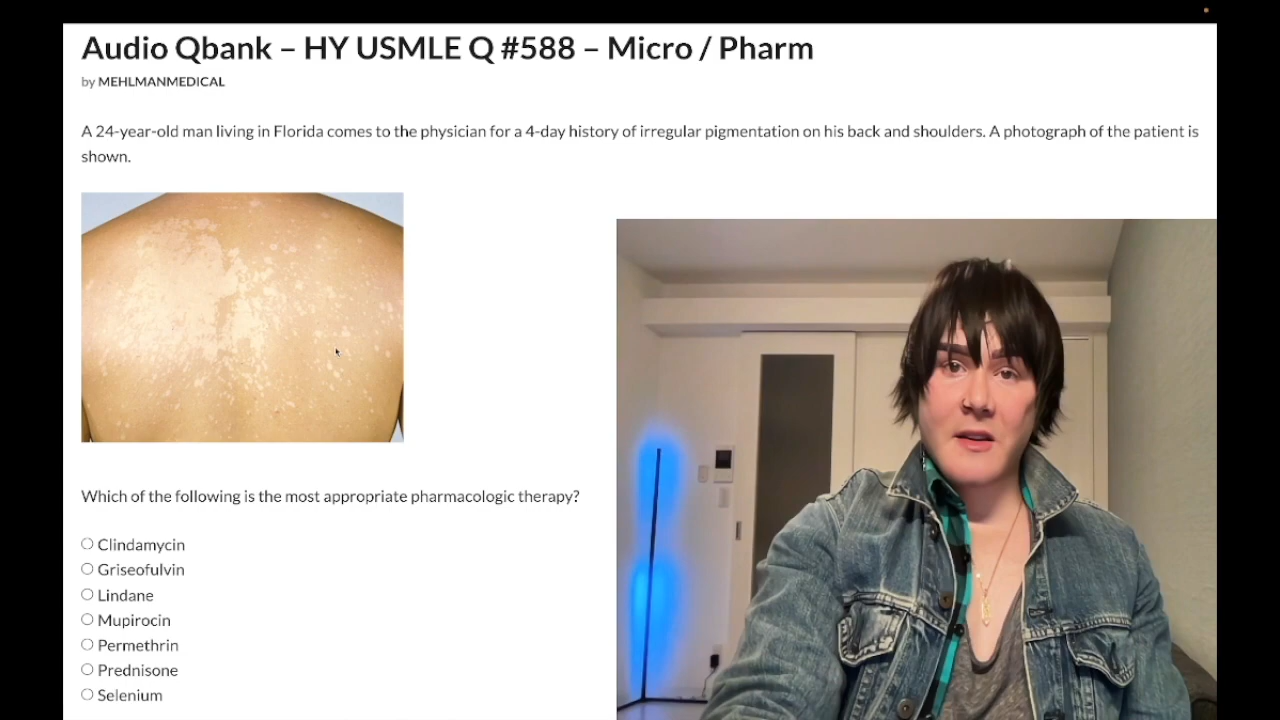 Audio Qbank – HY USMLE Q #588 – Micro / Pharm
by MEHLMANMEDICAL
A 24-year-old man living in Florida comes to the physician for a 4-day history of irregular pigmentation on his back and shoulders. A photograph of the patient is
shown.
Which of the following is the most appropriate pharmacologic therapy?
Clindamycin
Griseofulvin
Lindane
Mupirocin
Permethrin
Prednisone
Selenium